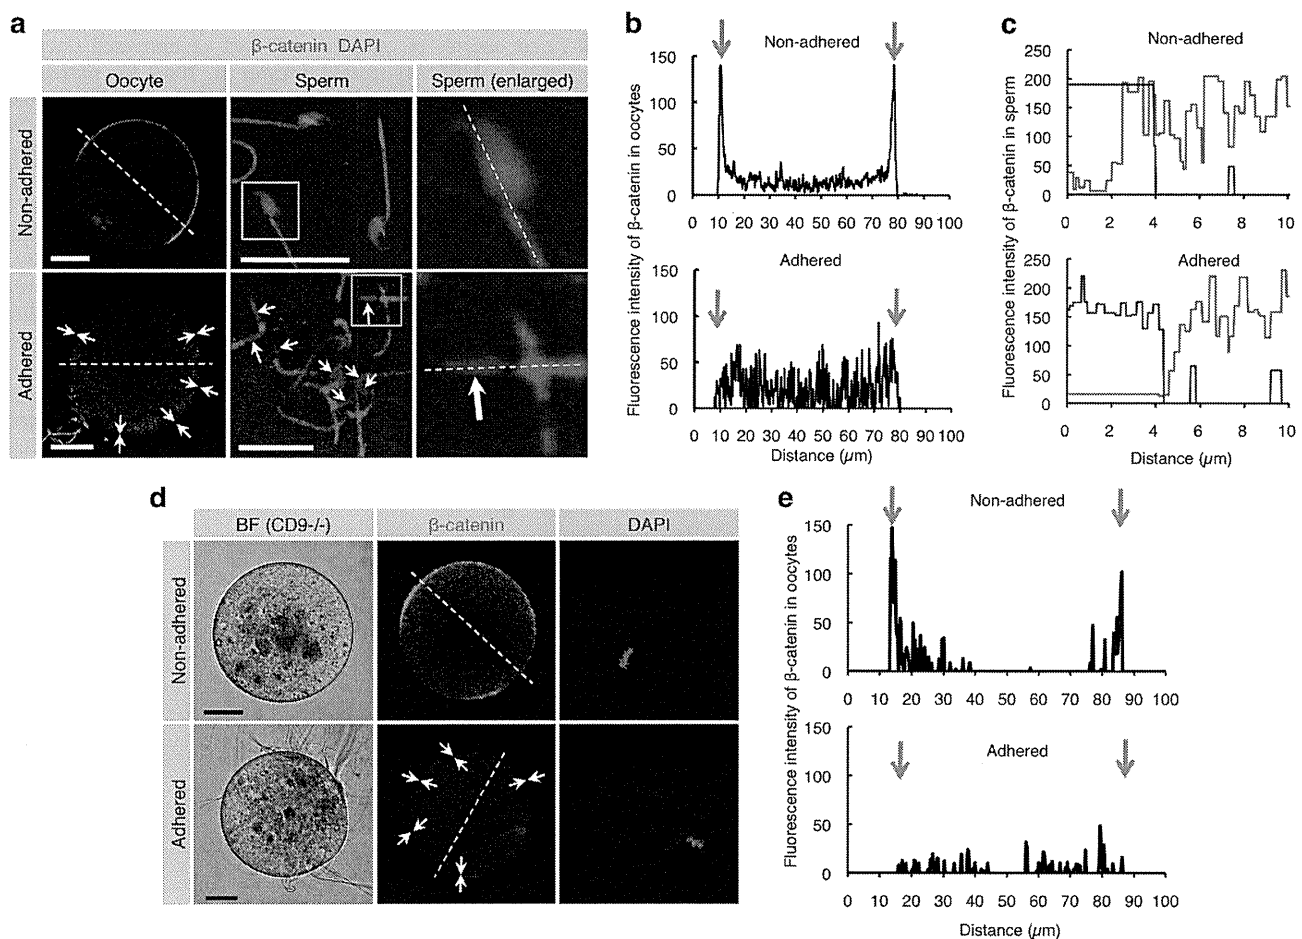 a
β-catenin DAPI
Oocyte Sperm Sperm (enlarged)
Non-adhered
Adhered
b
Fluorescence intensity of β-catenin in oocytes
Non-adhered
150
100
50
0
0 10 20 30 40 50 60 70 80 90 100
Adhered
150
100
50
0
0 10 20 30 40 50 60 70 80 90 100
Distance (μm)
c
Fluorescence intensity of β-catenin in sperm
Non-adhered
250
200
150
100
50
0
0 2 4 6 8 10
Adhered
250
200
150
100
50
0
0 2 4 6 8 10
Distance (μm)
d
BF (CD9-/-) β-catenin DAPI
Non-adhered
Adhered
e
Fluorescence intensity of β-catenin in oocytes
Non-adhered
150
100
50
0
0 10 20 30 40 50 60 70 80 90 100
Adhered
150
100
50
0
0 10 20 30 40 50 60 70 80 90 100
Distance (μm)